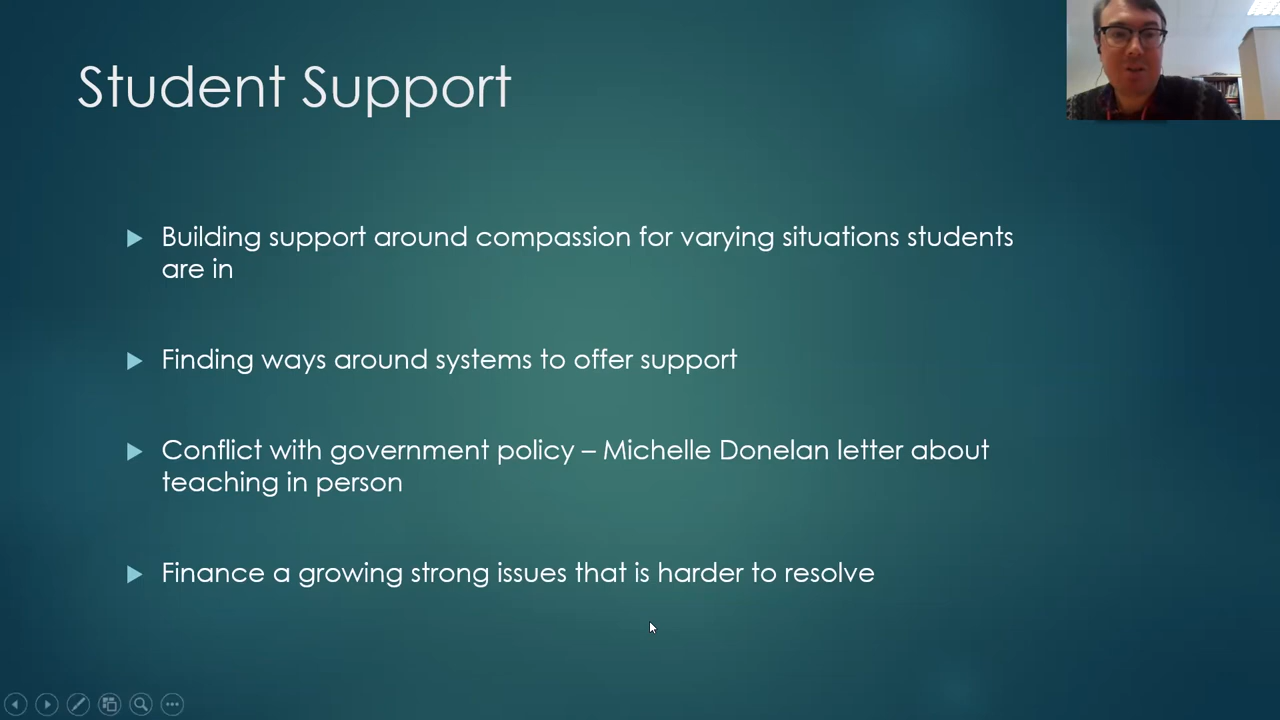 Student Support
Building support around compassion for varying situations students
are in
Finding ways around systems to offer support
Conflict with government policy – Michelle Donelan letter about
teaching in person
Finance a growing strong issues that is harder to resolve